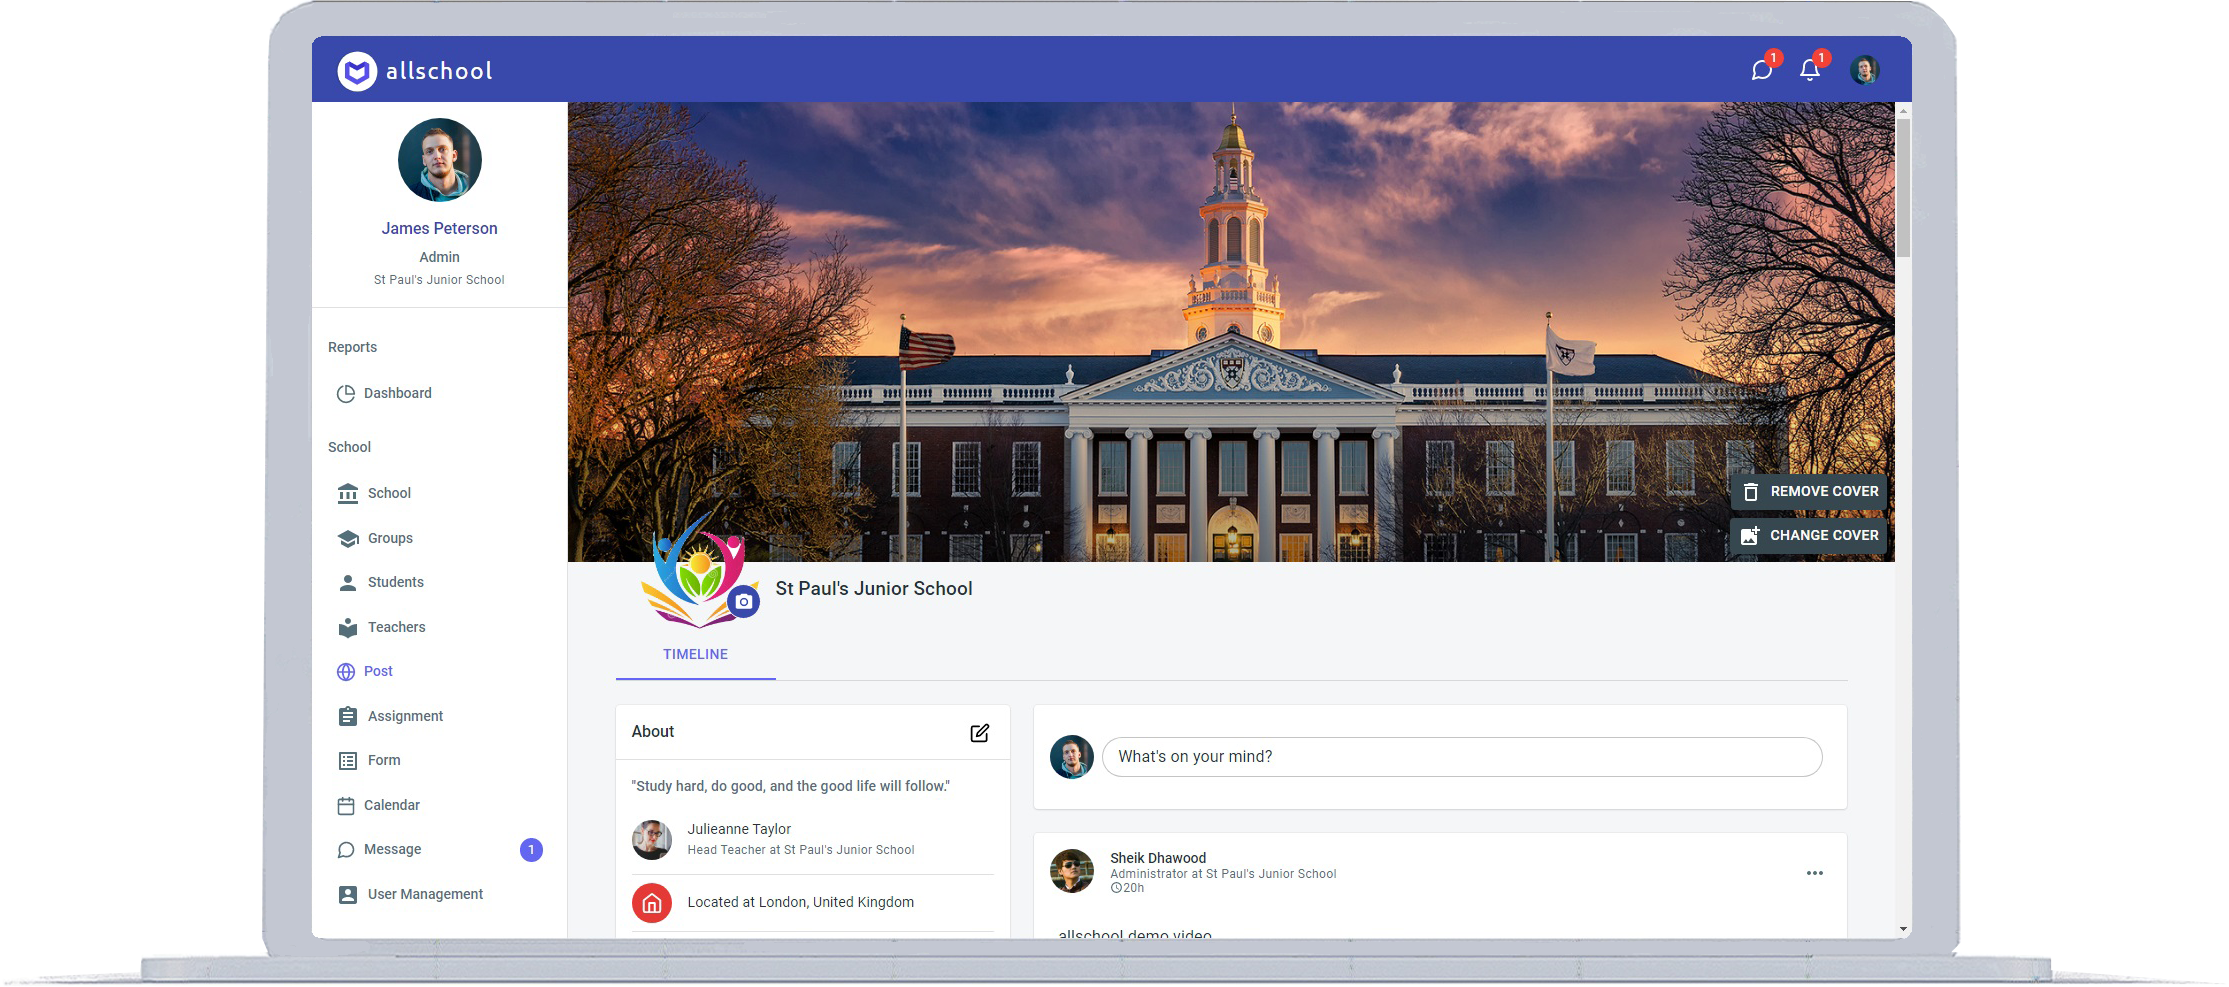 allschool
1
1
James Peterson
Admin
St Paul's Junior School
Reports
Dashboard
School
School
Groups
Students
Teachers
Post
Assignment
Form
Calendar
Message
1
User Management
REMOVE COVER
CHANGE COVER
St Paul's Junior School
TIMELINE
About
"Study hard, do good, and the good life will follow."
Julieanne Taylor
Head Teacher at St Paul's Junior School
Located at London, United Kingdom
What's on your mind?
Sheik Dhawood
Administrator at St Paul's Junior School
20h
allschool demo video